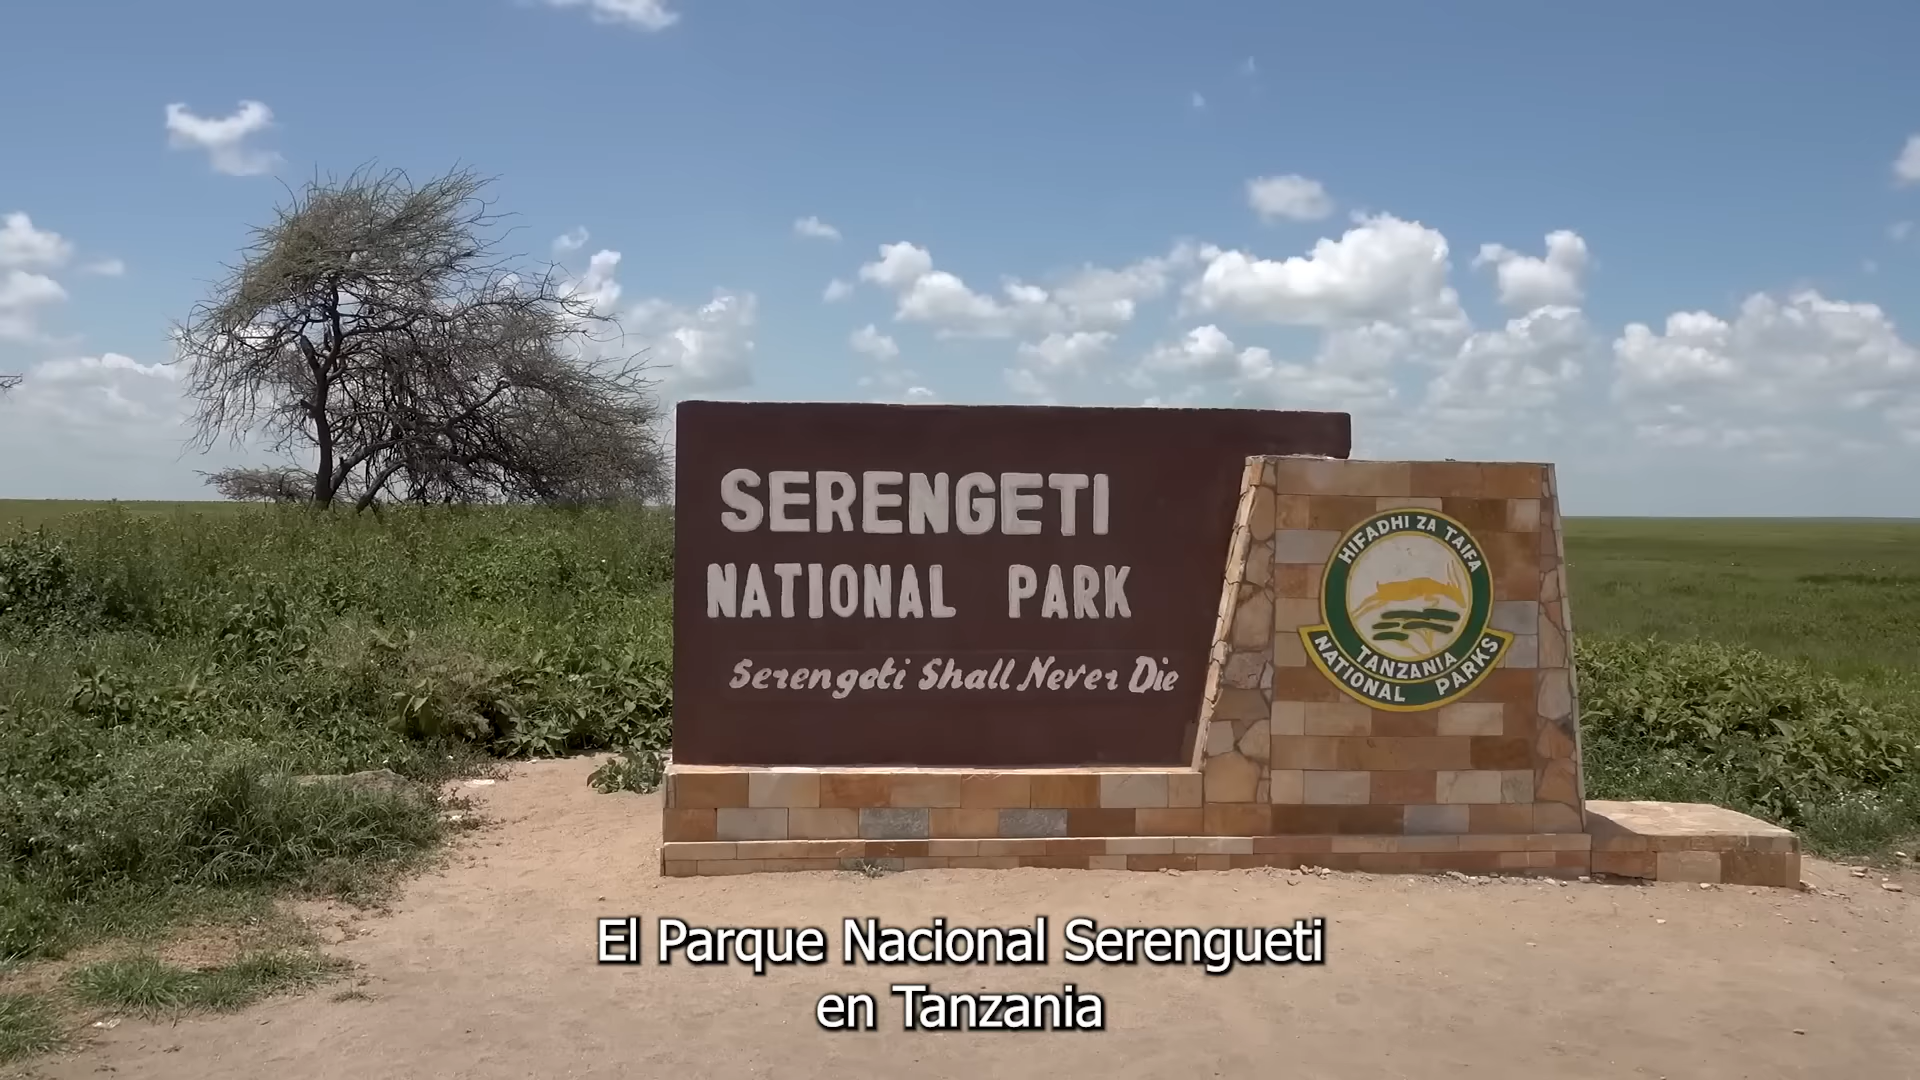 SERENGETI
NATIONAL PARK
Serengeti Shall Never Die
HIFADHI ZA TAIFA
TANZANIA
NATIONAL PARKS
El Parque Nacional Serengueti
en Tanzania